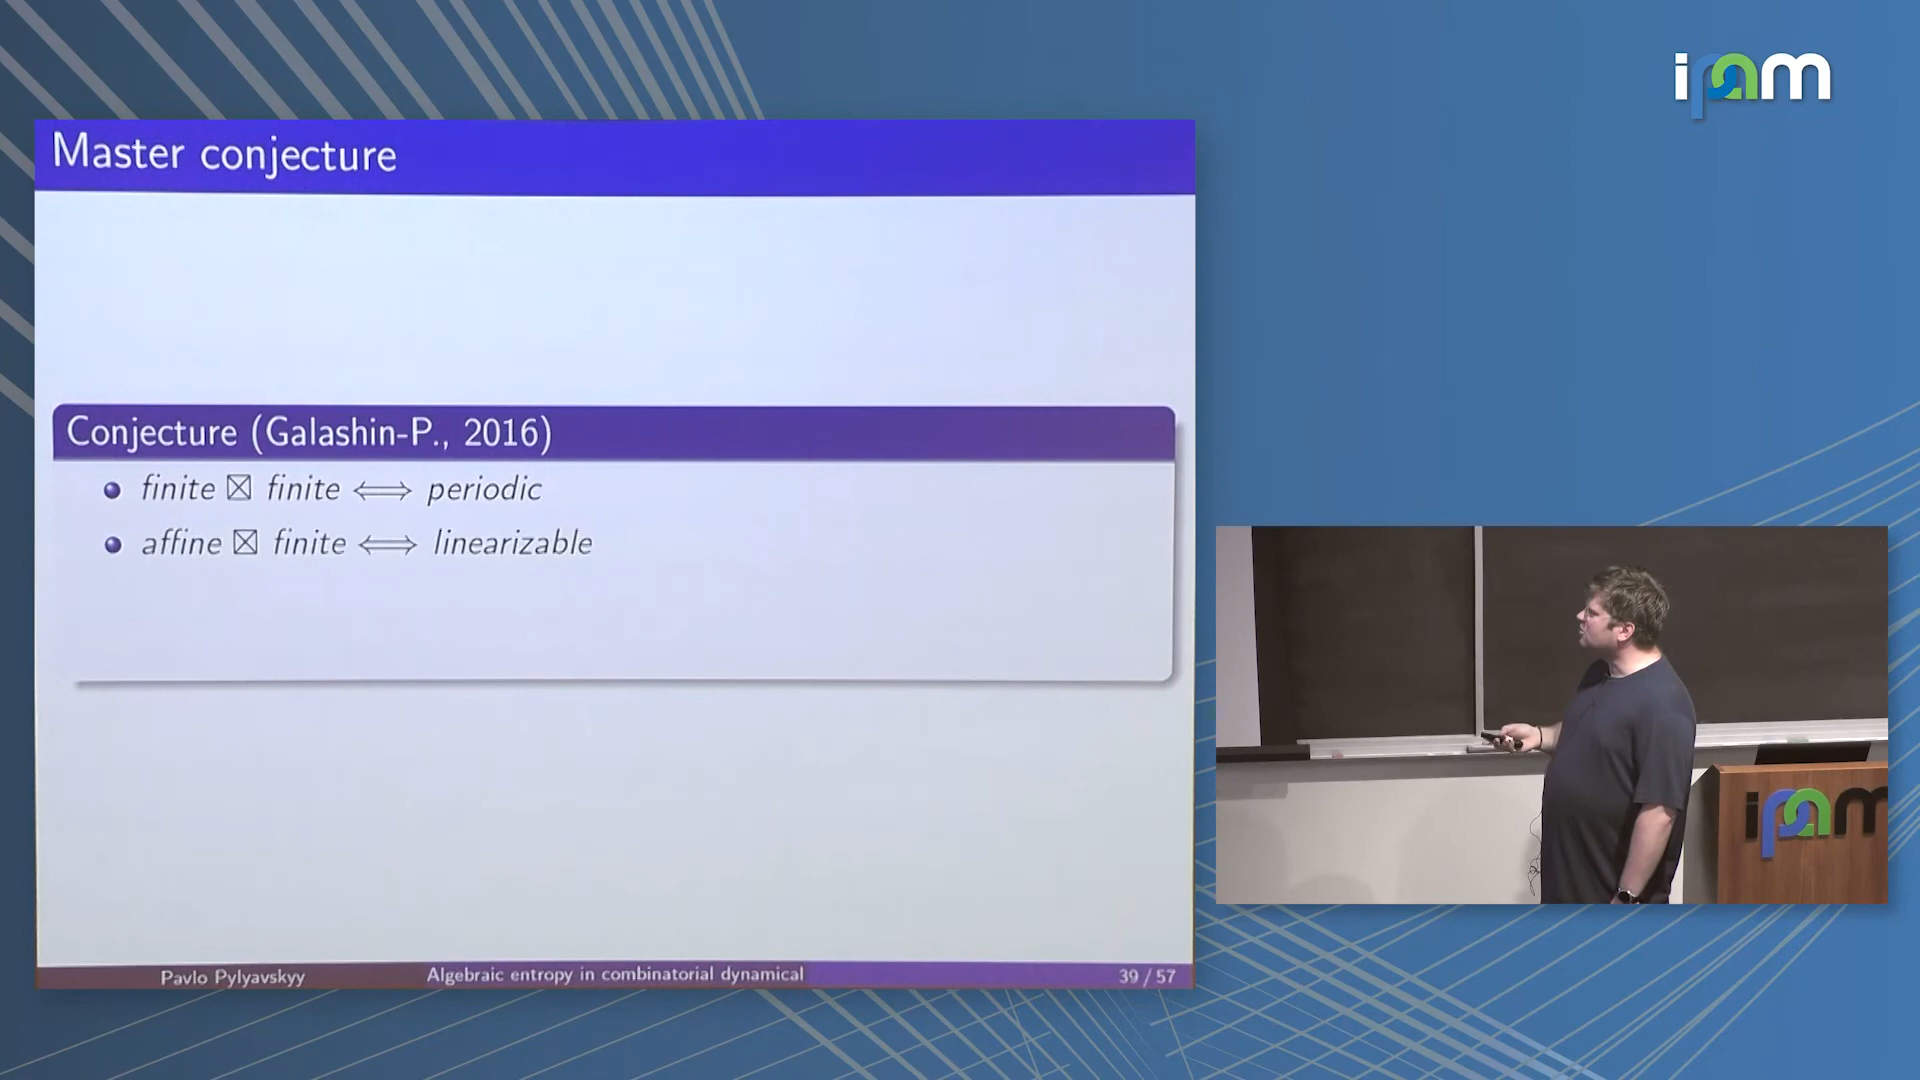 ipam
Master conjecture
Conjecture (Galashin-P., 2016)
finite ⊠ finite ⟺ periodic
affine ⊠ finite ⟺ linearizable
ipam
Pavlo Pylyavskyy
Algebraic entropy in combinatorial dynamical
39 / 57